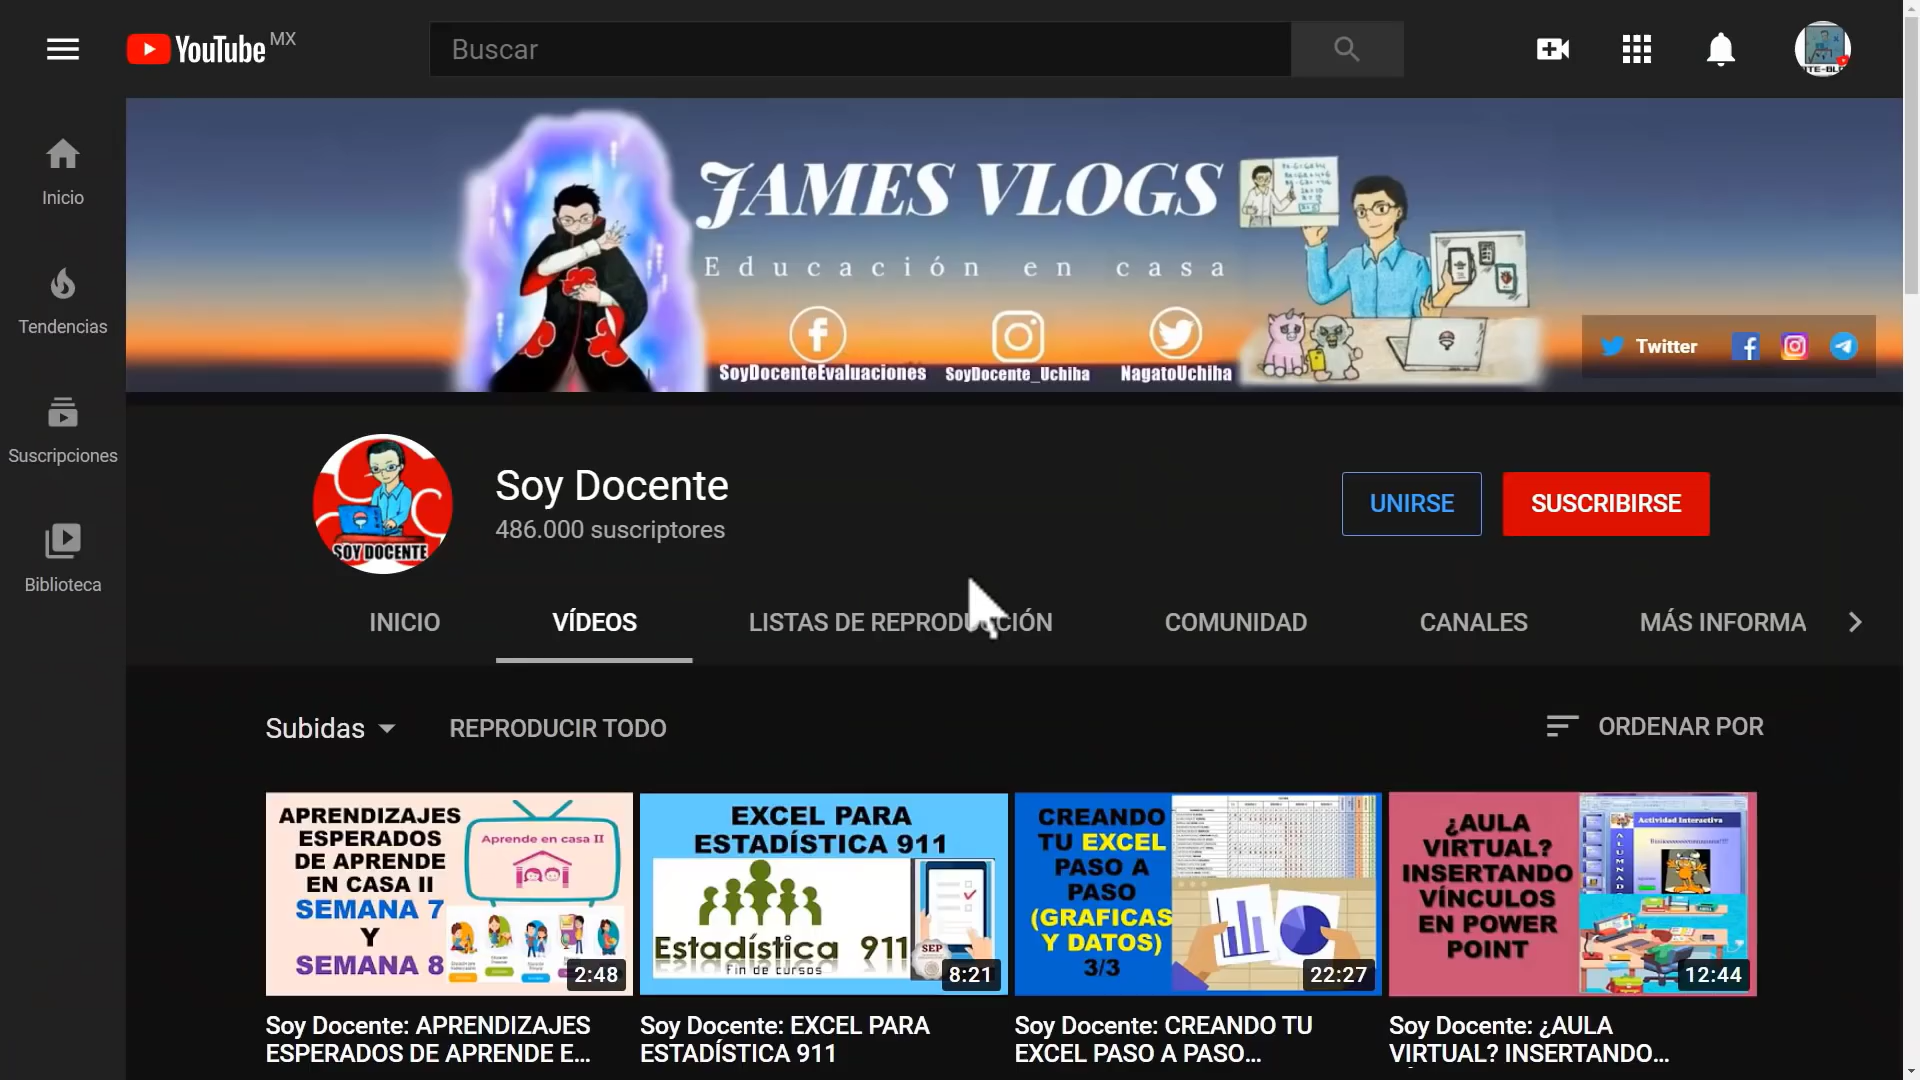 YouTube MX
Buscar
Inicio
Tendencias
Suscripciones
Biblioteca
JAMES VLOGS
Educación en casa
SoyDocenteEvaluaciones
SoyDocente_Uchiha
NagatoUchiha
Twitter
SOY DOCENTE
Soy Docente
486.000 suscriptores
UNIRSE
SUSCRIBIRSE
INICIO
VÍDEOS
LISTAS DE REPRODUCCIÓN
COMUNIDAD
CANALES
MÁS INFORMA
Subidas
REPRODUCIR TODO
ORDENAR POR
APRENDIZAJES
ESPERADOS
DE APRENDE
EN CASA II
SEMANA 7
Y
SEMANA 8
Aprende en casa II
2:48
EXCEL PARA
ESTADÍSTICA 911
Estadística 911
Fin de cursos
SEP
8:21
CREANDO
TU EXCEL
PASO A
PASO
(GRAFICAS
Y DATOS)
3/3
22:27
¿AULA
VIRTUAL?
INSERTANDO
VÍNCULOS
EN POWER
POINT
Actividad Interactiva
12:44
Soy Docente: APRENDIZAJES
ESPERADOS DE APRENDE E...
Soy Docente: EXCEL PARA
ESTADÍSTICA 911
Soy Docente: CREANDO TU
EXCEL PASO A PASO...
Soy Docente: ¿AULA
VIRTUAL? INSERTANDO...